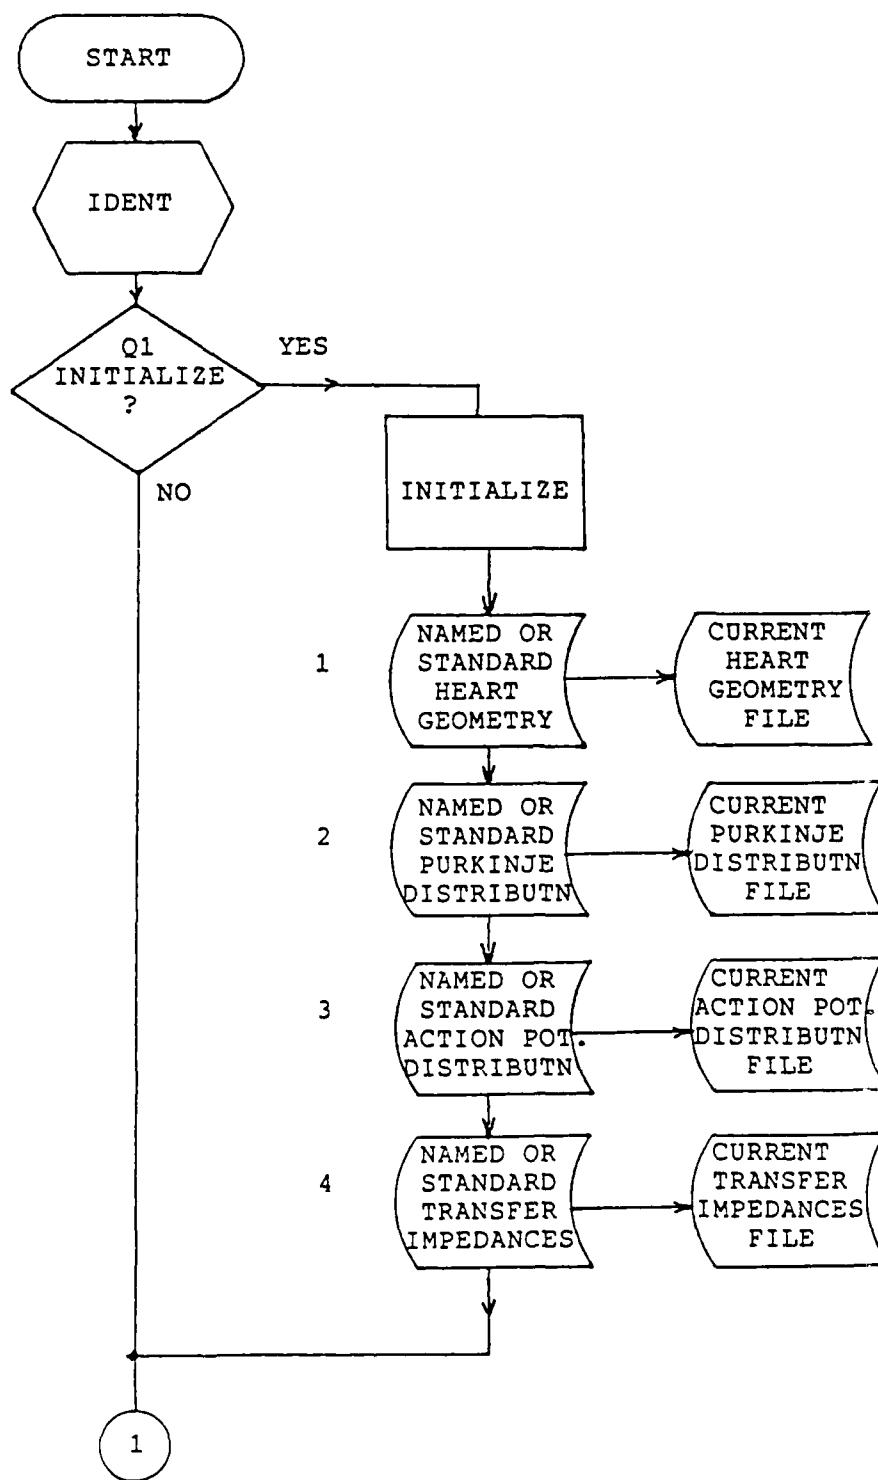 START
IDENT
Q1
INITIALIZE
?
YES
NO
INITIALIZE
1
NAMED OR
STANDARD
HEART
GEOMETRY
CURRENT
HEART
GEOMETRY
FILE
2
NAMED OR
STANDARD
PURKINJE
DISTRIBUTN
CURRENT
PURKINJE
DISTRIBUTN
FILE
3
NAMED OR
STANDARD
ACTION POT.
DISTRIBUTN
CURRENT
ACTION POT.
DISTRIBUTN
FILE
4
NAMED OR
STANDARD
TRANSFER
IMPEDANCES
CURRENT
TRANSFER
IMPEDANCES
FILE
1